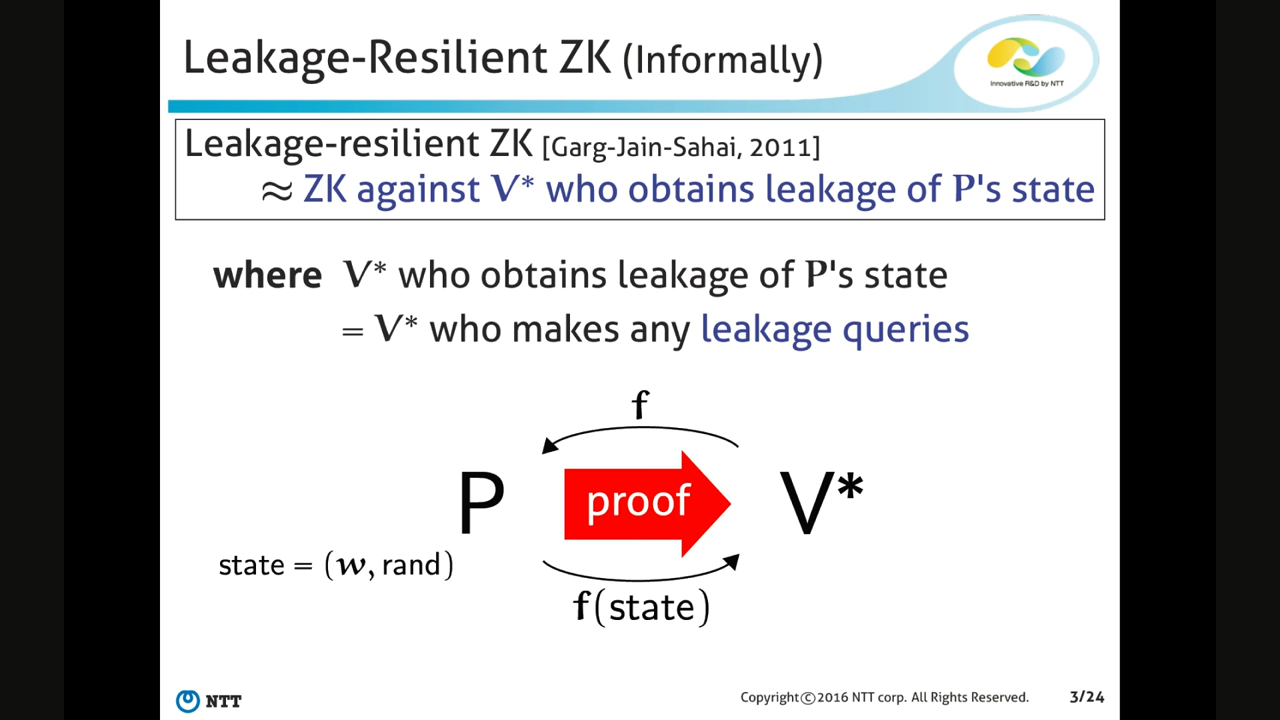 Leakage-Resilient ZK (Informally)
Innovative R&D by NTT
Leakage-resilient ZK [Garg-Jain-Sahai, 2011]
≈ ZK against V* who obtains leakage of P's state
where V* who obtains leakage of P's state
= V* who makes any leakage queries
f
P proof V*
state = (w, rand)
f(state)
NTT
Copyright©2016 NTT corp. All Rights Reserved. 3/24